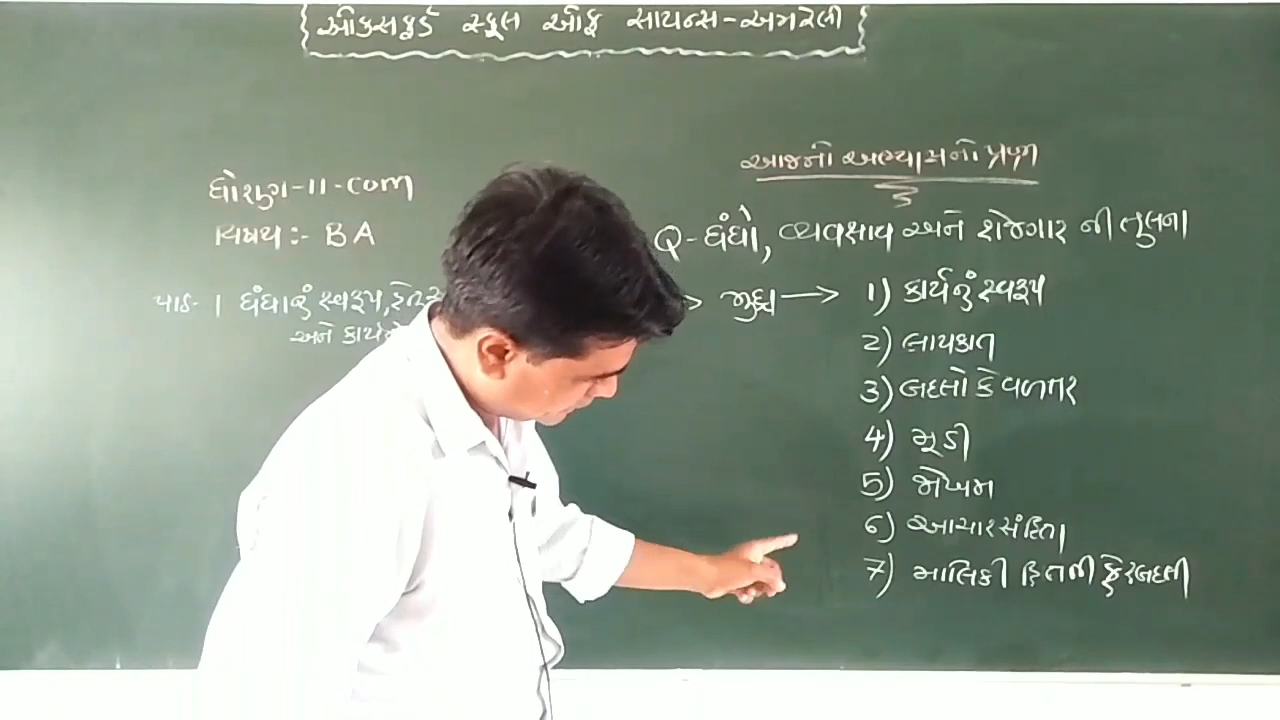 ઓક્સફર્ડ સ્કૂલ ઓફ સાયન્સ-અમરેલી
આજનો અભ્યાસનો પ્રશ્ન
ધોરણ-11-com
વિષય:- BA
Q-ધંધો, વ્યવસાય અને રોજગાર ની તુલના
પાઠ-1 ધંધાનું સ્વરૂપ,
અને
મુદ્દા → 1) કાર્યનું સ્વરૂપ
2) લાયકાત
3) બદલો કે વળતર
4) મૂડી
5) જોખમ
6) આચારસંહિતા
7) માલિકી હિતની ફેરબદલી